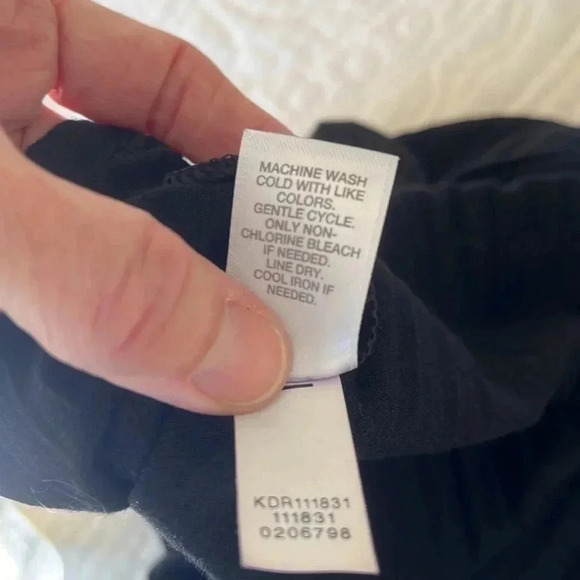 MACHINE WASH
COLD WITH LIKE
COLORS.
GENTLE CYCLE.
ONLY NON-
CHLORINE BLEACH
IF NEEDED.
LINE DRY.
COOL IRON IF
NEEDED.
KDR111831
111831
0206798